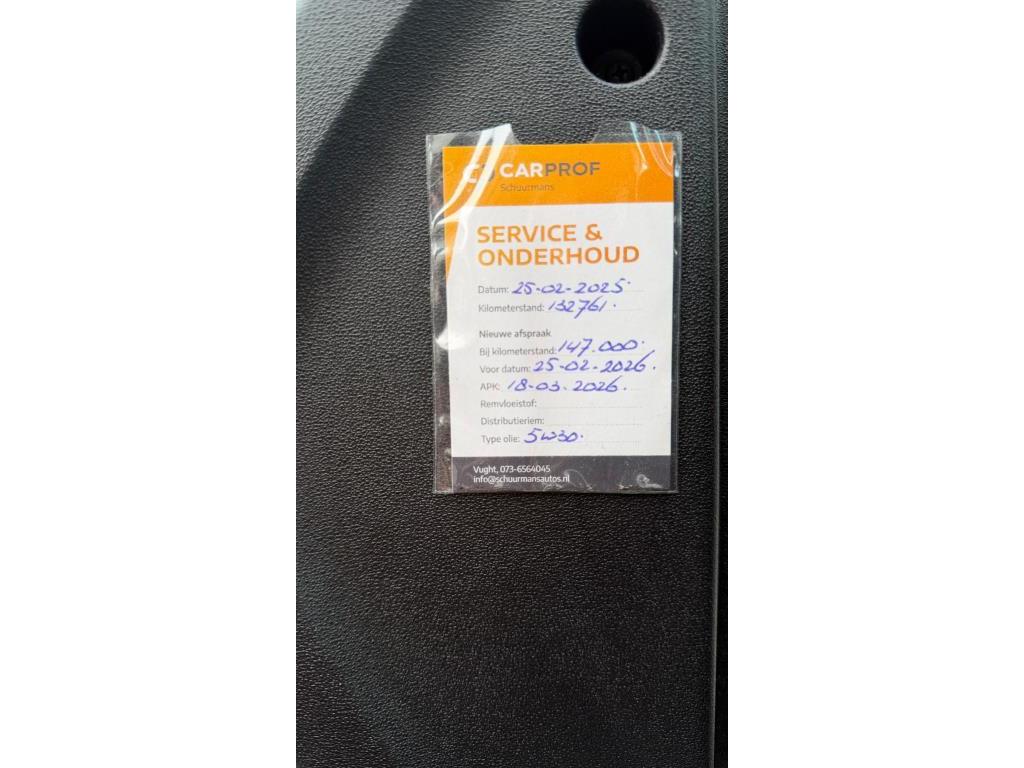 CARPROF
Schuurmans
SERVICE &
ONDERHOUD
Datum: 25-02-2025.
Kilometerstand: 132761.
Nieuwe afspraak
Bij kilometerstand: 147.000.
Voor datum: 25-02-2026.
APK: 18-03-2026.
Remvloeistof:
Distributieriem:
Type olie: 5W30.
Vught, 073-6564045
info@schuurmansautos.nl